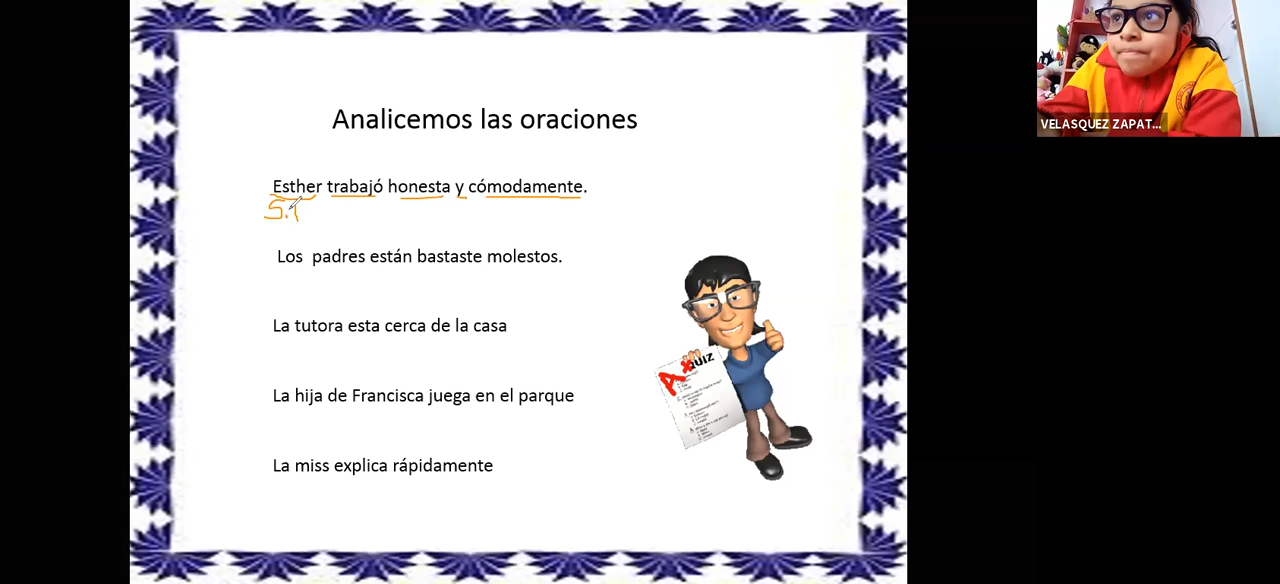 Analicemos las oraciones
Esther trabajó honesta y cómodamente.
S.
Los padres están bastaste molestos.
La tutora esta cerca de la casa
La hija de Francisca juega en el parque
La miss explica rápidamente
QUIZ
A
VELASQUEZ ZAPAT...